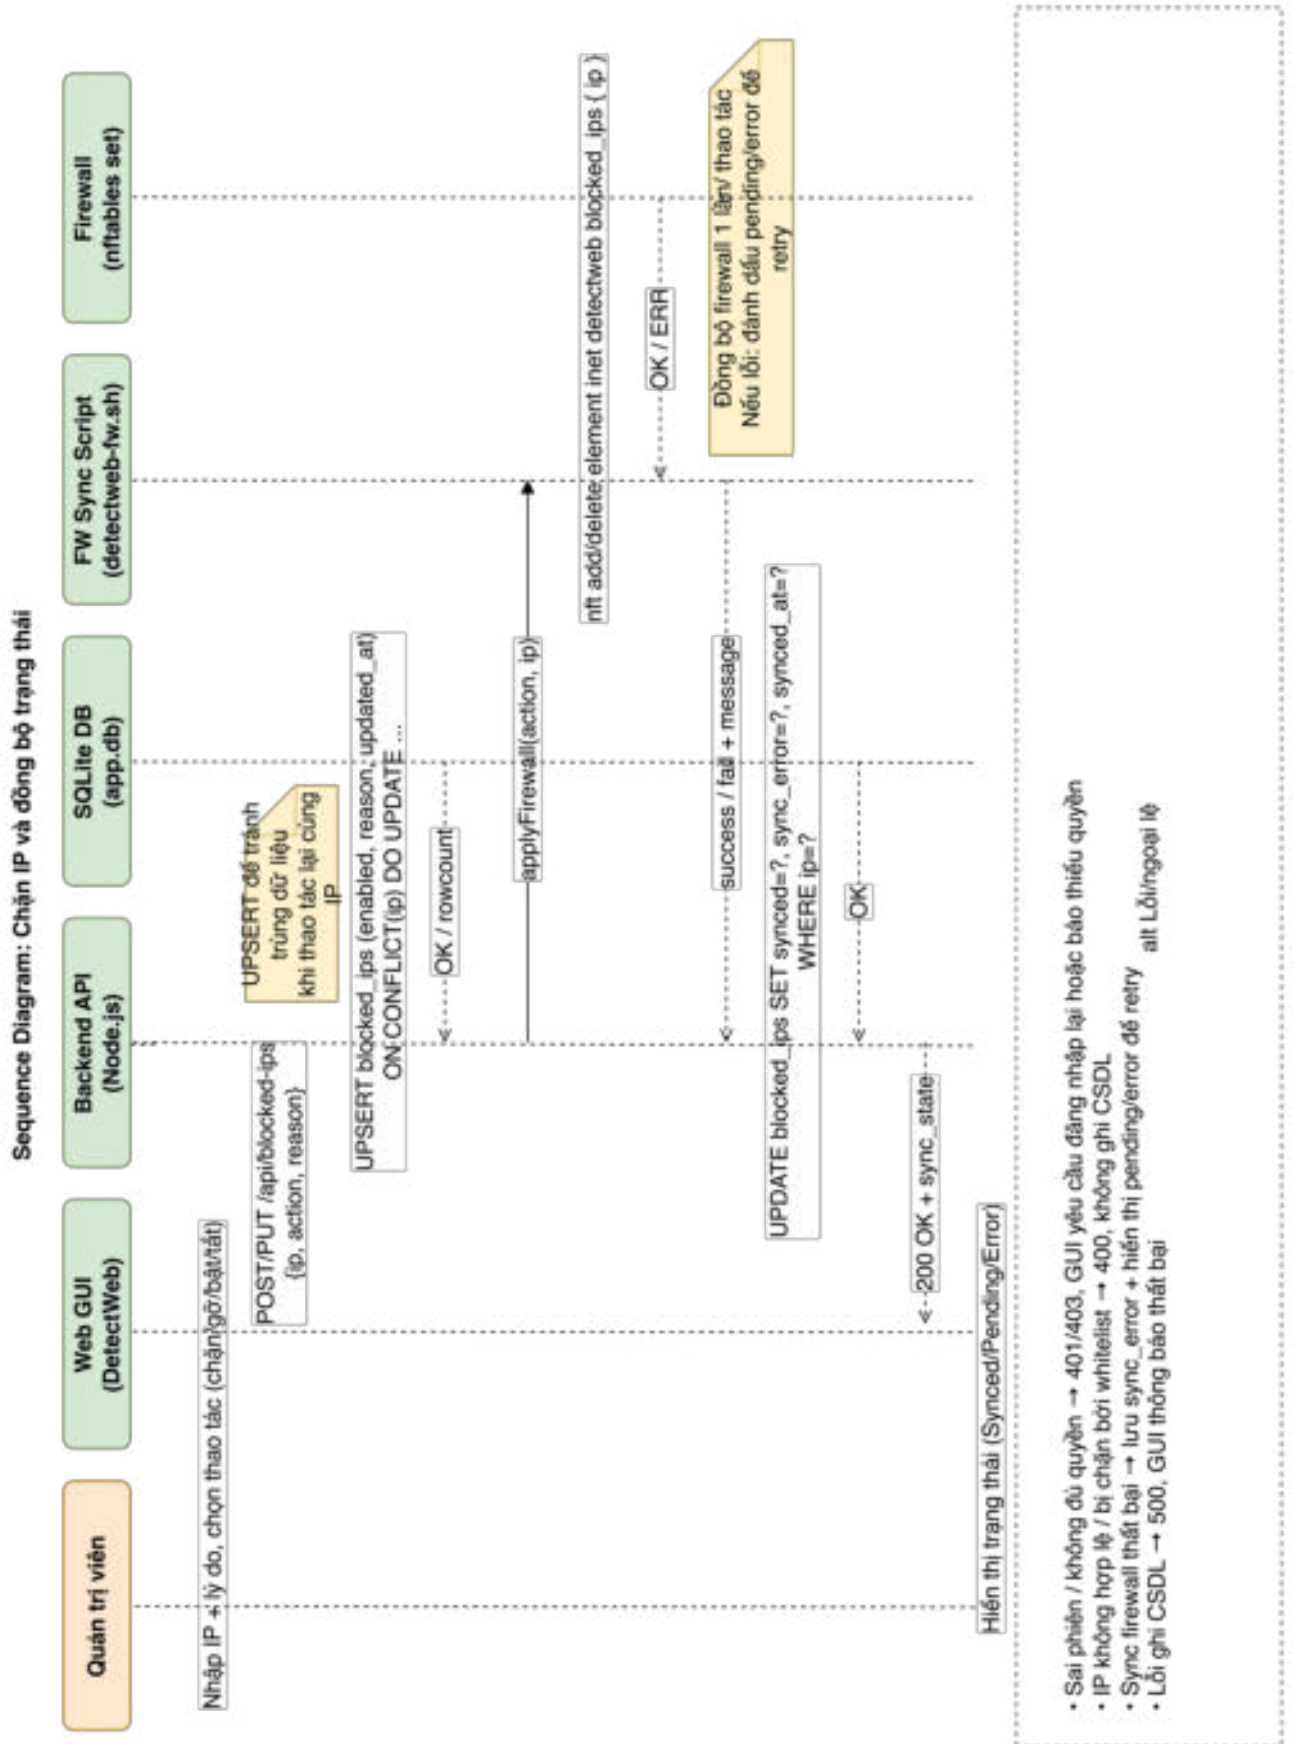 Sequence Diagram: Chặn IP và đồng bộ trạng thái
Quản trị viên
Web GUI
(DetectWeb)
Backend API
(Node.js)
SQLite DB
(app.db)
FW Sync Script
(detectweb-fw.sh)
Firewall
(nftables set)
Nhập IP + lý do, chọn thao tác (chặn/gỡ/bật/tắt)
POST/PUT /api/blocked-ips
{ip, action, reason}
UPSERT để tránh
trùng dữ liệu
khi thao tác lại cùng
IP
UPSERT blocked_ips (enabled, reason, updated_at)
ON CONFLICT(ip) DO UPDATE ...
OK / rowcount
applyFirewall(action, ip)
nft add/delete element inet detectweb blocked_ips { ip }
OK / ERR
Đồng bộ firewall 1 lần/ thao tác
Nếu lỗi: đánh dấu pending/error để
retry
success / fail + message
UPDATE blocked_ips SET synced=?, sync_error=?, synced_at=?
WHERE ip=?
OK
200 OK + sync_state
Hiển thị trạng thái (Synced/Pending/Error)
• Sai phiên / không đủ quyền → 401/403, GUI yêu cầu đăng nhập lại hoặc báo thiếu quyền
• IP không hợp lệ / bị chặn bởi whitelist → 400, không ghi CSDL
• Sync firewall thất bại → lưu sync_error + hiển thị pending/error để retry
alt Lỗi/ngoại lệ
• Lỗi ghi CSDL → 500, GUI thông báo thất bại